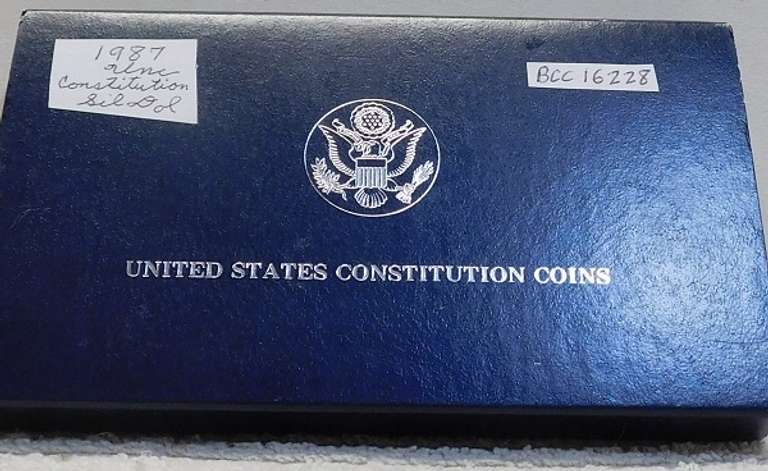 1987
Unc
Constitution
Sil Dol
BCC 16228
UNITED STATES CONSTITUTION COINS